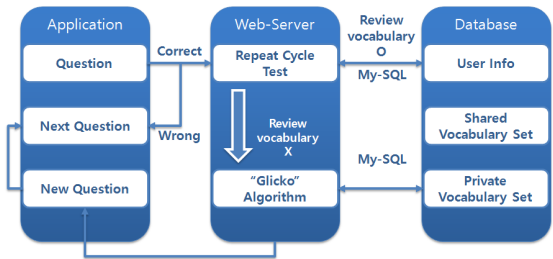 Application
Web-Server
Database
Question
Correct
Wrong
Next Question
New Question
Repeat Cycle
Test
Review
vocabulary
X
"Glicko"
Algorithm
Review
vocabulary
O
My-SQL
My-SQL
User Info
Shared
Vocabulary Set
Private
Vocabulary Set